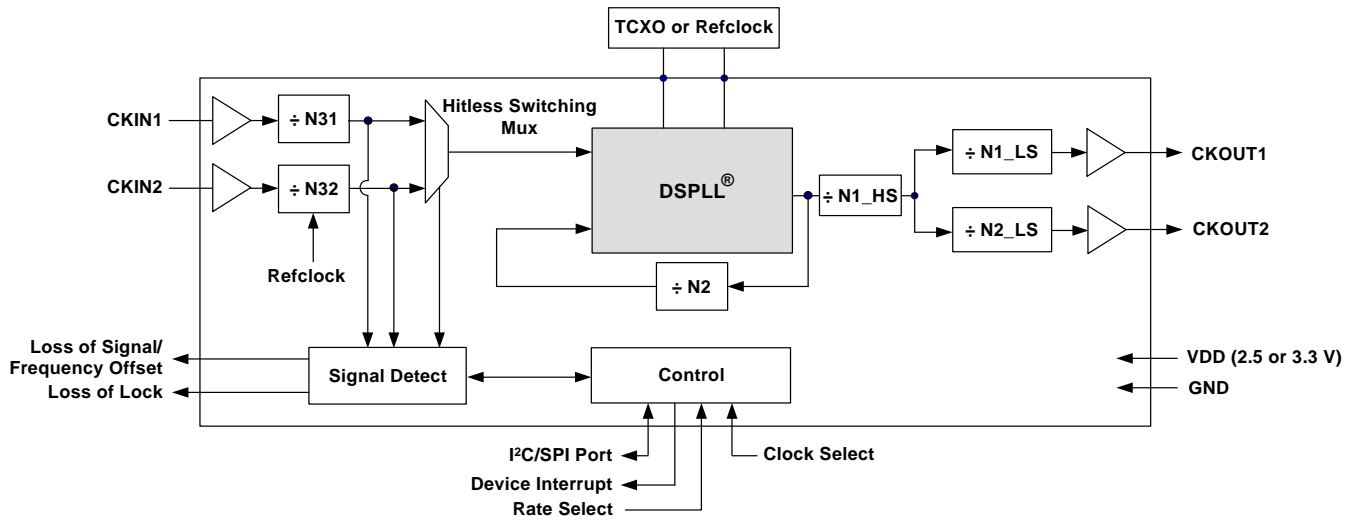 TCXO or Refclock
CKIN1
÷ N31
Hitless Switching
Mux
CKIN2
÷ N32
Refclock
DSPLL®
÷ N1_HS
÷ N1_LS
CKOUT1
÷ N2_LS
CKOUT2
÷ N2
Loss of Signal/
Frequency Offset
Loss of Lock
Signal Detect
Control
VDD (2.5 or 3.3 V)
GND
I²C/SPI Port
Device Interrupt
Rate Select
Clock Select